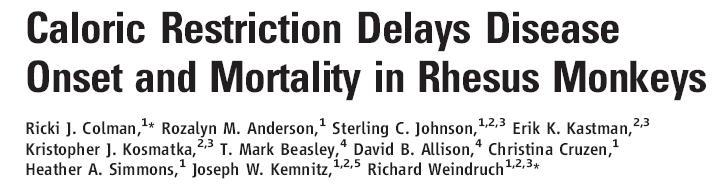 Caloric Restriction Delays Disease
Onset and Mortality in Rhesus Monkeys
Ricki J. Colman,¹* Rozalyn M. Anderson,¹ Sterling C. Johnson,¹,²,³ Erik K. Kastman,²,³
Kristopher J. Kosmatka,²,³ T. Mark Beasley,⁴ David B. Allison,⁴ Christina Cruzen,¹
Heather A. Simmons,¹ Joseph W. Kemnitz,¹,²,⁵ Richard Weindruch¹,²,³*